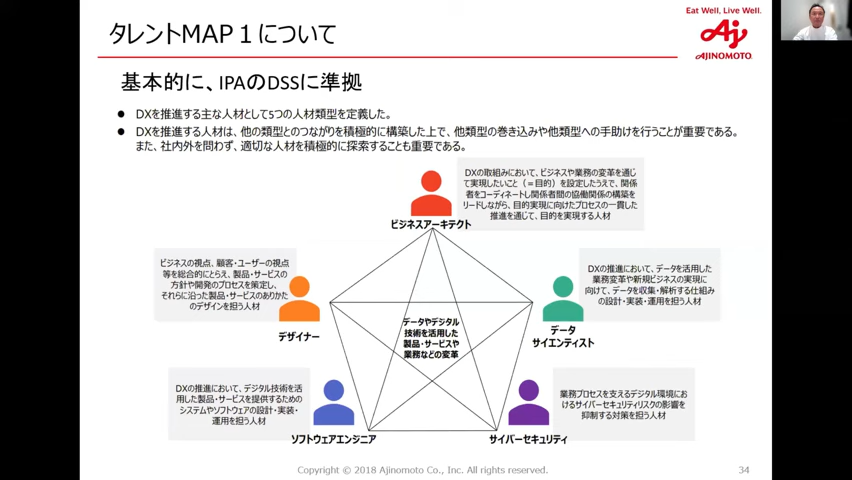 Eat Well, Live Well.
タレントMAP１について
AJINOMOTO
基本的に、IPAのDSSに準拠
● DXを推進する主な人材として5つの人材類型を定義した。
● DXを推進する人材は、他の類型とのつながりを積極的に構築した上で、他類型の巻き込みや他類型への手助けを行うことが重要である。
また、社内外を問わず、適切な人材を積極的に探索することも重要である。
DXの取組みにおいて、ビジネスや業務の変革を通じ
て実現したいこと（＝目的）を設定したうえで、関係
者をコーディネートし関係者間の協働関係の構築を
リードしながら、目的実現に向けたプロセスの一貫した
推進を通じて、目的を実現する人材
ビジネスアーキテクト
ビジネスの視点、顧客・ユーザーの視点
等を総合的にとらえ、製品・サービスの
方針や開発のプロセスを策定し、
それらに沿った製品・サービスのありかた
のデザインを担う人材
デザイナー
DXの推進において、データを活用した
業務変革や新規ビジネスの実現に
向けて、データを収集・解析する仕組み
の設計・実装・運用を担う人材
データ
サイエンティスト
データやデジタル
技術を活用した
製品・サービスや
業務などの変革
DXの推進において、デジタル技術を活
用した製品・サービスを提供するための
システムやソフトウェアの設計・実装・
運用を担う人材
ソフトウェアエンジニア
業務プロセスを支えるデジタル環境にお
けるサイバーセキュリティリスクの影響を
抑制する対策を担う人材
サイバーセキュリティ
Copyright © 2018 Ajinomoto Co., Inc. All rights reserved.
34